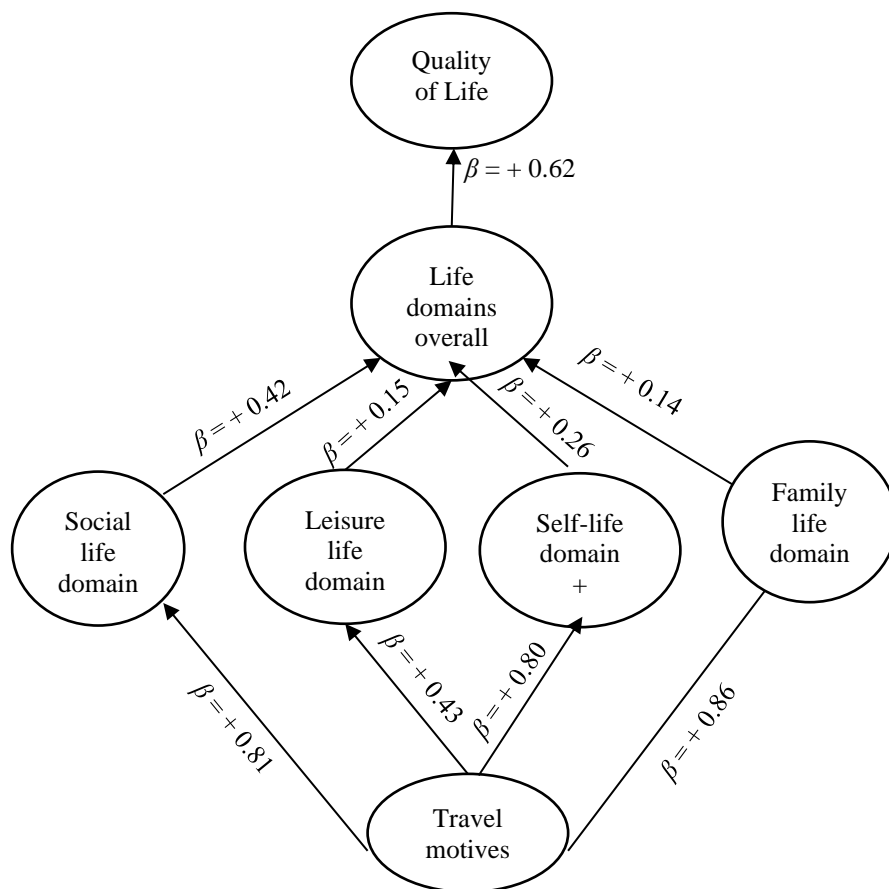 Quality
of Life
β = + 0.62
Life
domains
overall
β = + 0.42
β = + 0.15
β = + 0.26
β = + 0.14
Social
life
domain
Leisure
life
domain
Self-life
domain
+
Family
life
domain
β = + 0.81
β = + 0.43
β = + 0.80
β = + 0.86
Travel
motives